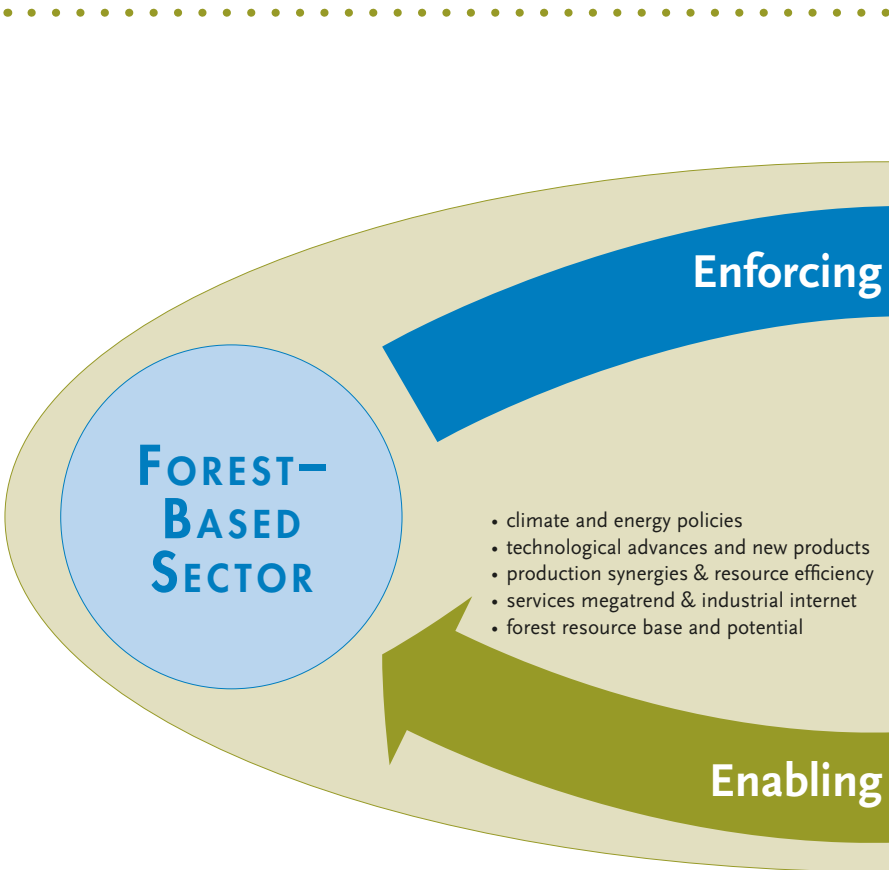 Enforcing
FOREST–
BASED
SECTOR
• climate and energy policies
• technological advances and new products
• production synergies & resource efficiency
• services megatrend & industrial internet
• forest resource base and potential
Enabling